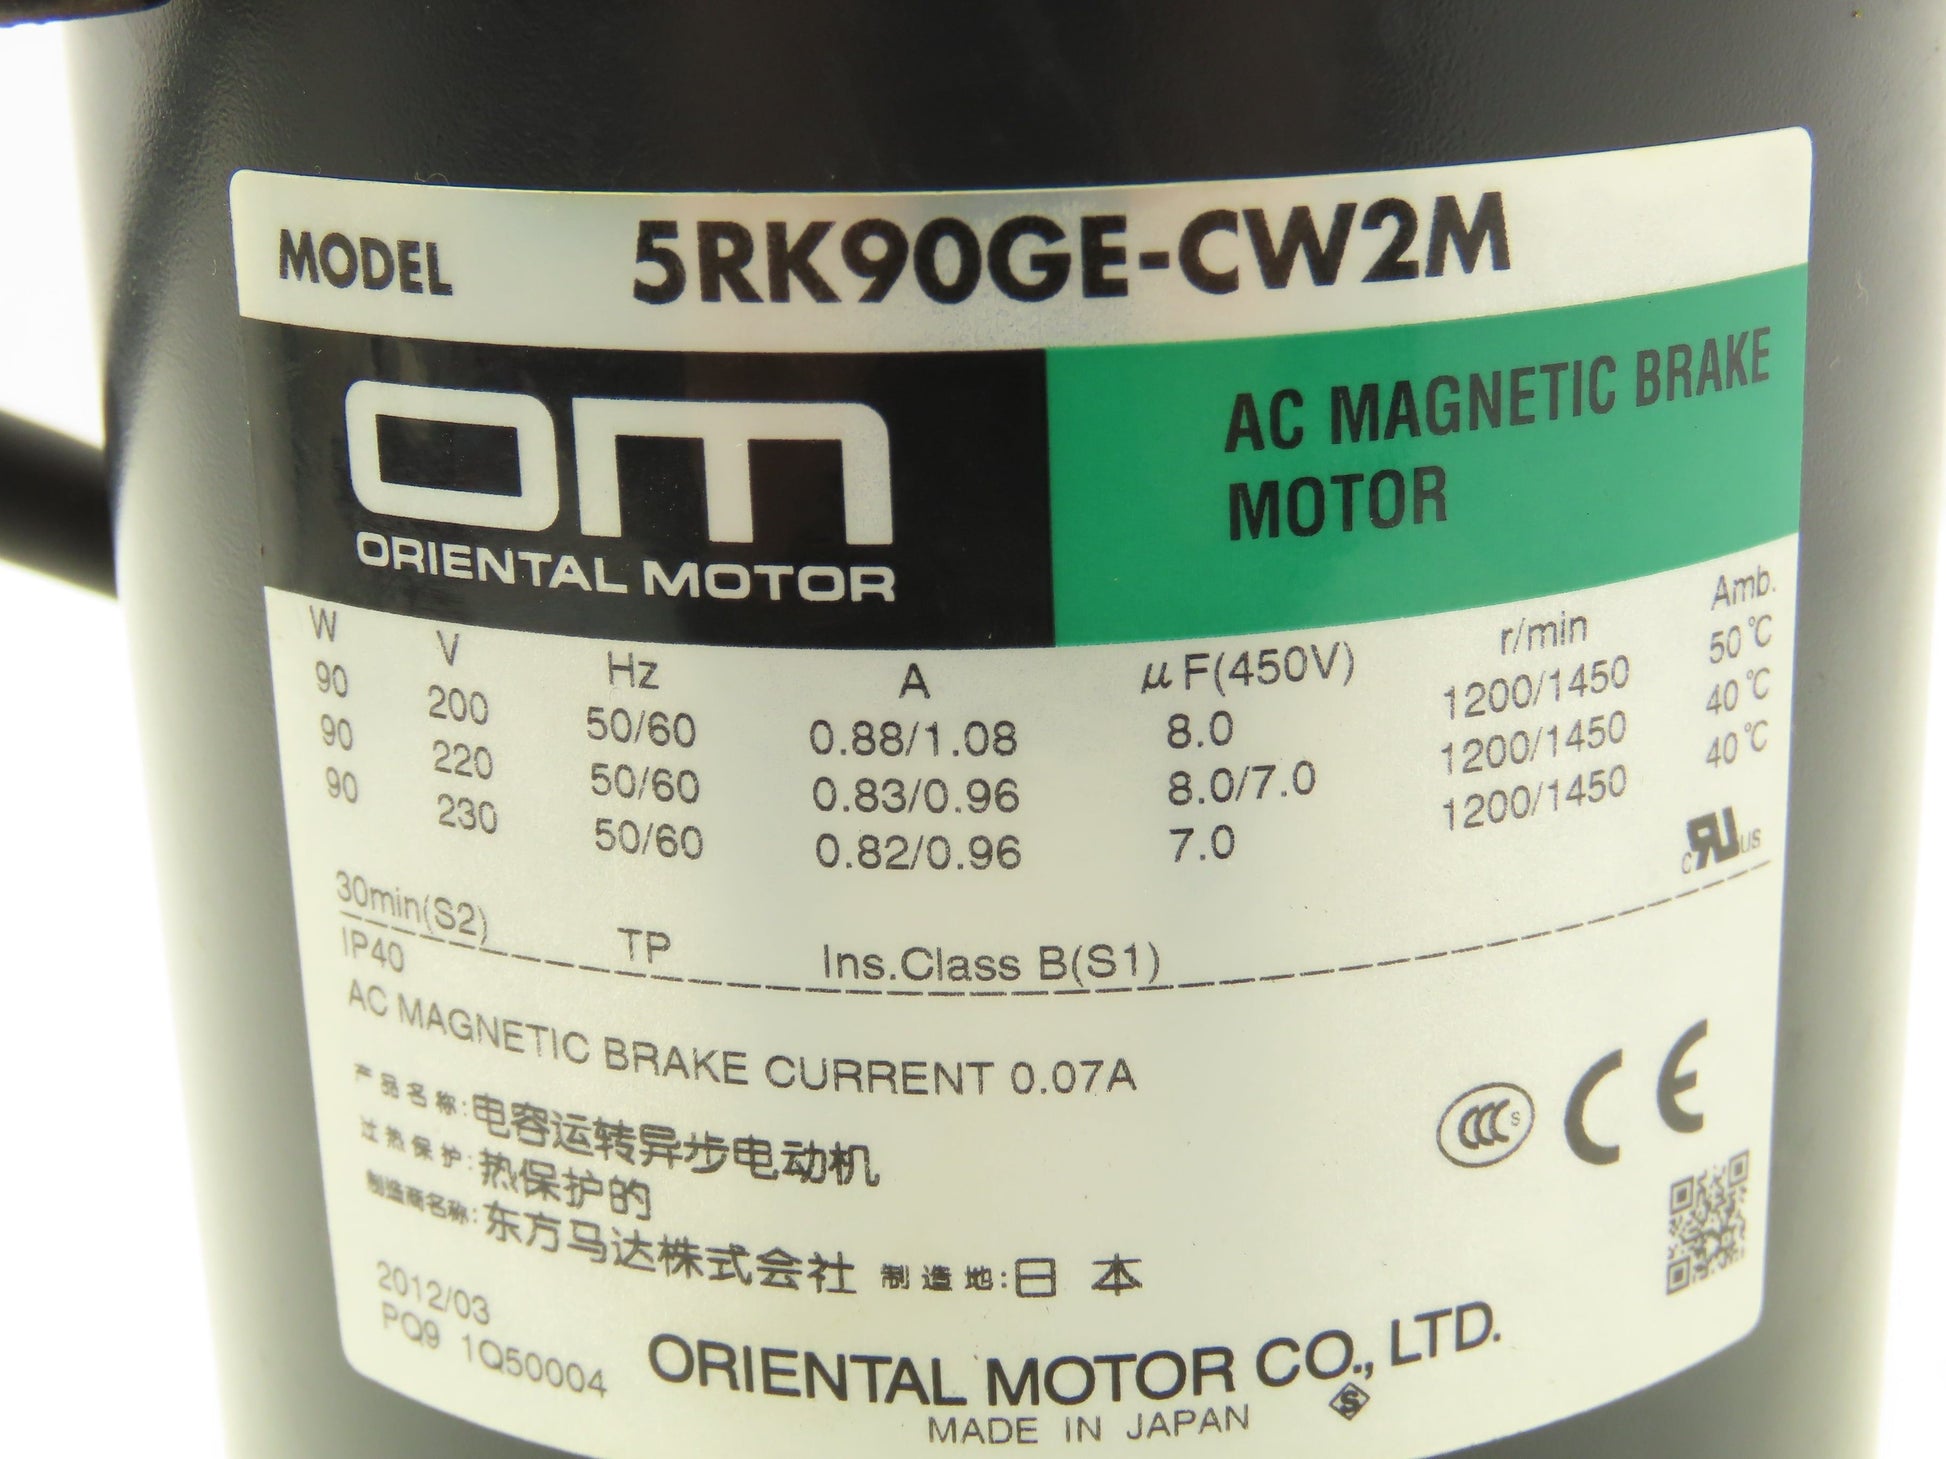 MODEL 5RK90GE-CW2M
om
ORIENTAL MOTOR
AC MAGNETIC BRAKE
MOTOR
W V Hz A μF(450V) r/min Amb.
90 200 50/60 0.88/1.08 8.0 1200/1450 50℃
90 220 50/60 0.83/0.96 8.0/7.0 1200/1450 40℃
90 230 50/60 0.82/0.96 7.0 1200/1450 40℃
c RU us
30min(S2) TP Ins.Class B(S1)
IP40
AC MAGNETIC BRAKE CURRENT 0.07A
产品名称:电容运转异步电动机
过热保护:热保护的
制造商名称:东方马达株式会社 制造地:日本
CCC S CE
2012/03
PQ9 1Q50004
ORIENTAL MOTOR CO., LTD.
S
MADE IN JAPAN